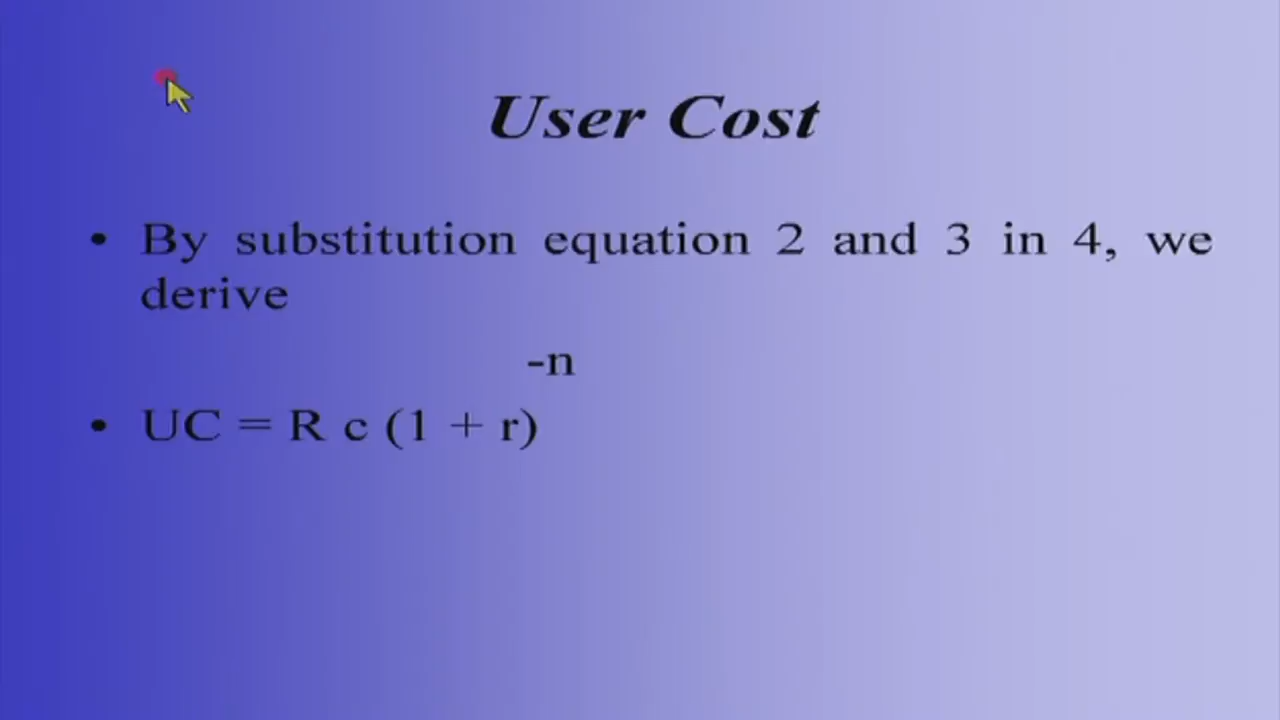 User Cost
• By substitution equation 2 and 3 in 4, we
derive
-n
• UC = R c (1 + r)